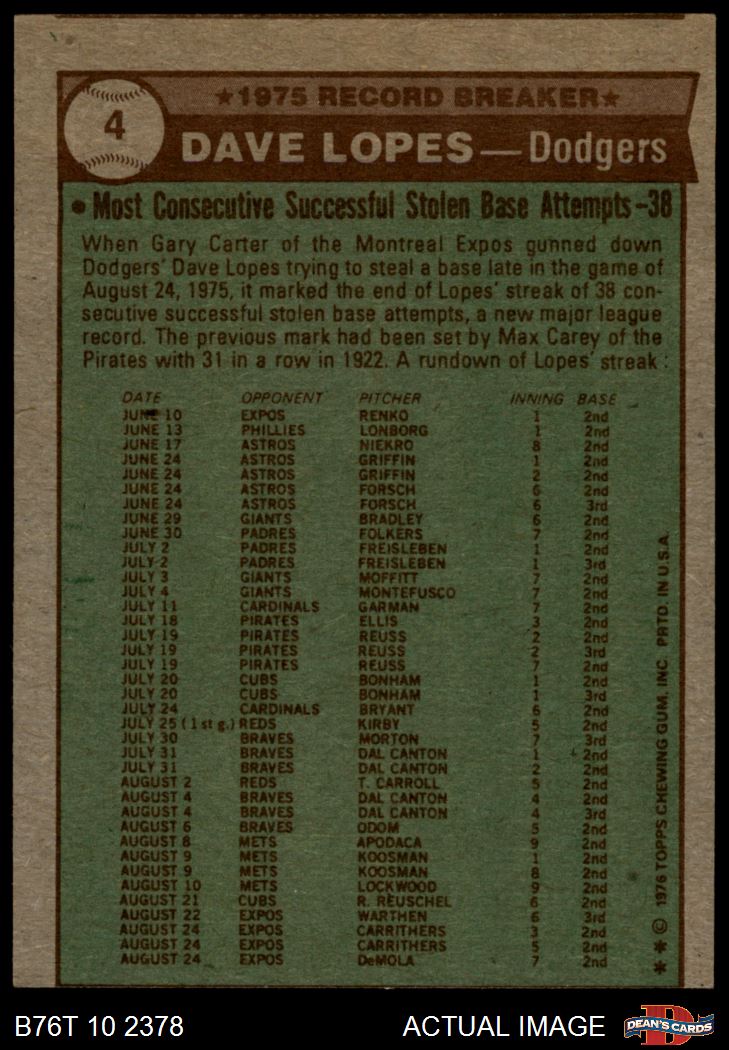 ★1975 RECORD BREAKER★
4
DAVE LOPES—Dodgers
• Most Consecutive Successful Stolen Base Attempts-38
When Gary Carter of the Montreal Expos gunned down
Dodgers' Dave Lopes trying to steal a base late in the game of
August 24, 1975, it marked the end of Lopes' streak of 38 con-
secutive successful stolen base attempts, a new major league
record. The previous mark had been set by Max Carey of the
Pirates with 31 in a row in 1922. A rundown of Lopes' streak:
DATE OPPONENT PITCHER INNING BASE
JUNE 10 EXPOS RENKO 1 2nd
JUNE 13 PHILLIES LONBORG 1 2nd
JUNE 17 ASTROS NIEKRO 8 2nd
JUNE 24 ASTROS GRIFFIN 1 2nd
JUNE 24 ASTROS GRIFFIN 2 2nd
JUNE 24 ASTROS FORSCH 6 2nd
JUNE 24 ASTROS FORSCH 6 3rd
JUNE 29 GIANTS BRADLEY 6 2nd
JUNE 30 PADRES FOLKERS 7 2nd
JULY 2 PADRES FREISLEBEN 1 2nd
JULY 2 PADRES FREISLEBEN 1 3rd
JULY 3 GIANTS MOFFITT 7 2nd
JULY 4 GIANTS MONTEFUSCO 7 2nd
JULY 11 CARDINALS GARMAN 7 2nd
JULY 18 PIRATES ELLIS 3 2nd
JULY 19 PIRATES REUSS 2 2nd
JULY 19 PIRATES REUSS 2 3rd
JULY 19 PIRATES REUSS 7 2nd
JULY 20 CUBS BONHAM 1 2nd
JULY 20 CUBS BONHAM 1 3rd
JULY 24 CARDINALS BRYANT 6 2nd
JULY 25 (1st g.) REDS KIRBY 5 2nd
JULY 30 BRAVES MORTON 7 3rd
JULY 31 BRAVES DAL CANTON 1 2nd
JULY 31 BRAVES DAL CANTON 2 2nd
AUGUST 2 REDS T. CARROLL 5 2nd
AUGUST 4 BRAVES DAL CANTON 4 2nd
AUGUST 4 BRAVES DAL CANTON 4 3rd
AUGUST 6 BRAVES ODOM 5 2nd
AUGUST 8 METS APODACA 9 2nd
AUGUST 9 METS KOOSMAN 1 2nd
AUGUST 9 METS KOOSMAN 8 2nd
AUGUST 10 METS LOCKWOOD 9 2nd
AUGUST 21 CUBS R. REUSCHEL 6 2nd
AUGUST 22 EXPOS WARTHEN 6 3rd
AUGUST 24 EXPOS CARRITHERS 3 2nd
AUGUST 24 EXPOS CARRITHERS 5 2nd
AUGUST 24 EXPOS DeMOLA 7 2nd
✱✱© 1976 TOPPS CHEWING GUM, INC. PRTD. IN U.S.A.
B76T 10 2378
ACTUAL IMAGE
D
DEAN'S CARDS